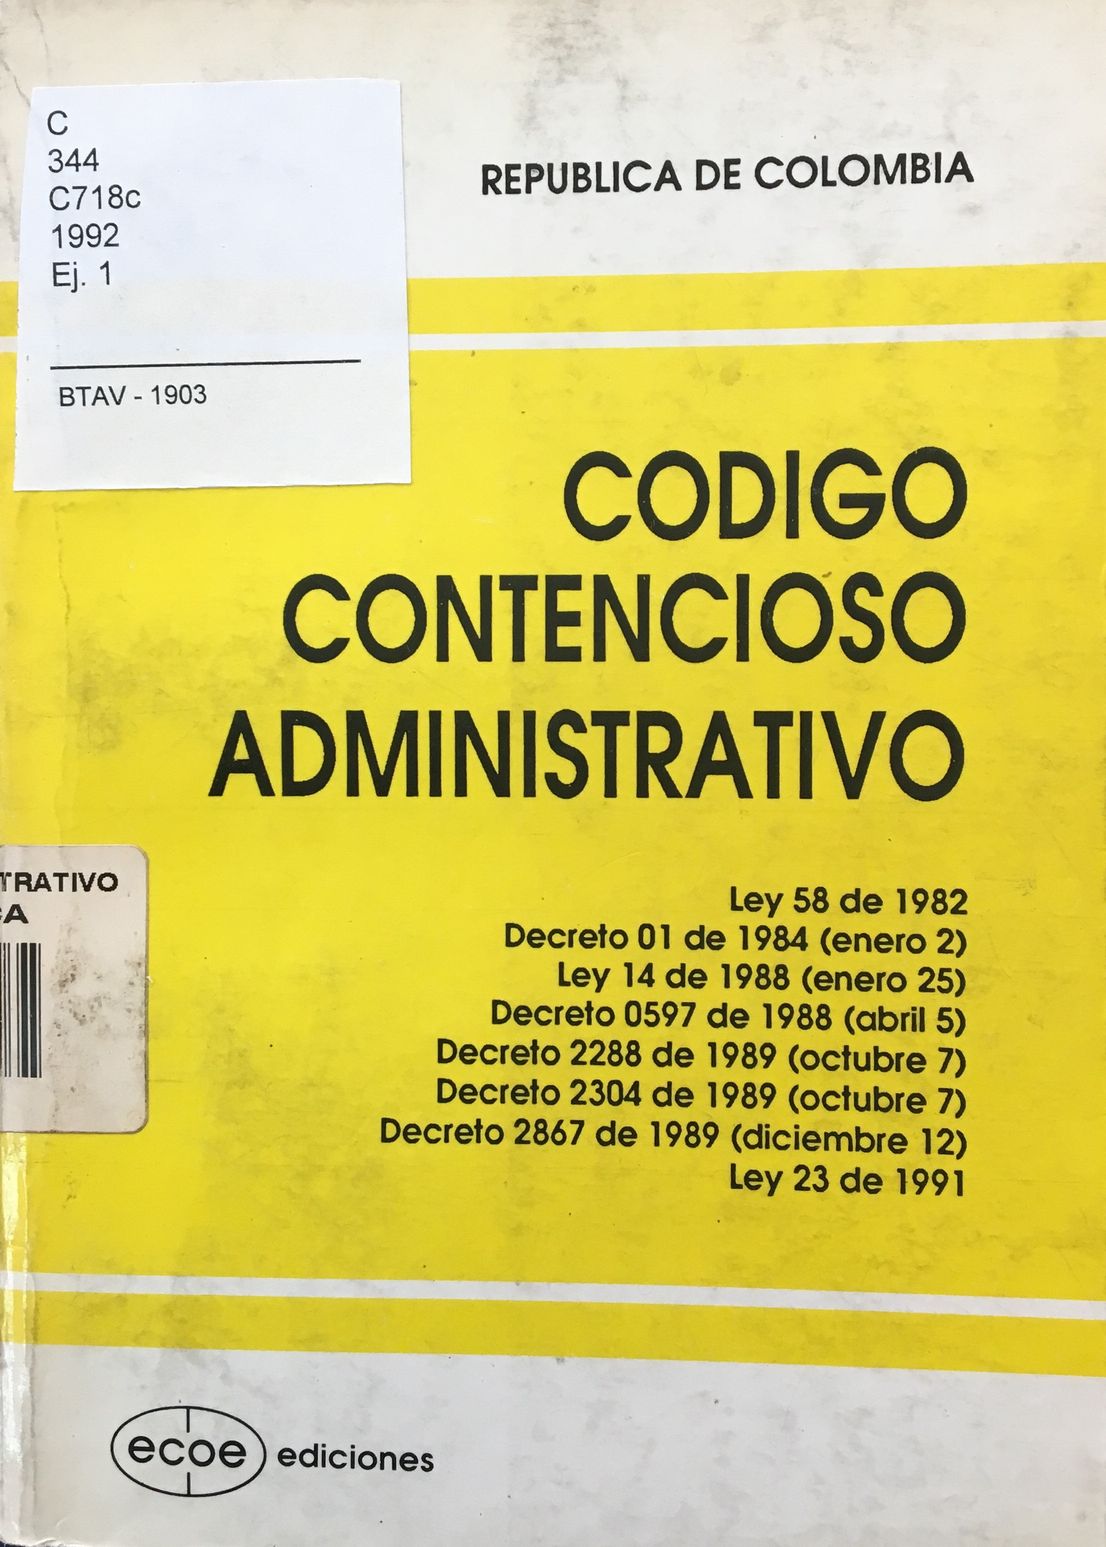 C
344
C718c
1992
Ej. 1
BTAV - 1903
REPUBLICA DE COLOMBIA
CODIGO
CONTENCIOSO
ADMINISTRATIVO
TRATIVO
CA
Ley 58 de 1982
Decreto 01 de 1984 (enero 2)
Ley 14 de 1988 (enero 25)
Decreto 0597 de 1988 (abril 5)
Decreto 2288 de 1989 (octubre 7)
Decreto 2304 de 1989 (octubre 7)
Decreto 2867 de 1989 (diciembre 12)
Ley 23 de 1991
ecoe ediciones